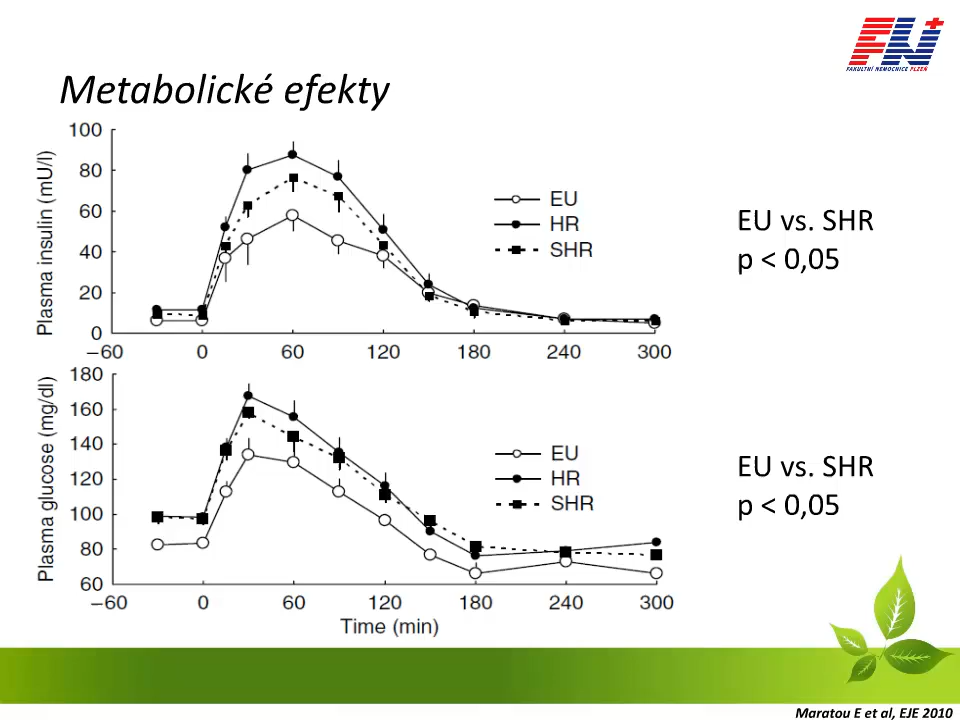 FAKULTNÍ NEMOCNICE PLZEŇ
Metabolické efekty
100
80
60
40
20
0
Plasma insulin (mU/l)
EU
HR
SHR
−60 0 60 120 180 240 300
EU vs. SHR
p < 0,05
180
160
140
120
100
80
60
Plasma glucose (mg/dl)
EU
HR
SHR
−60 0 60 120 180 240 300
Time (min)
EU vs. SHR
p < 0,05
Maratou E et al, EJE 2010